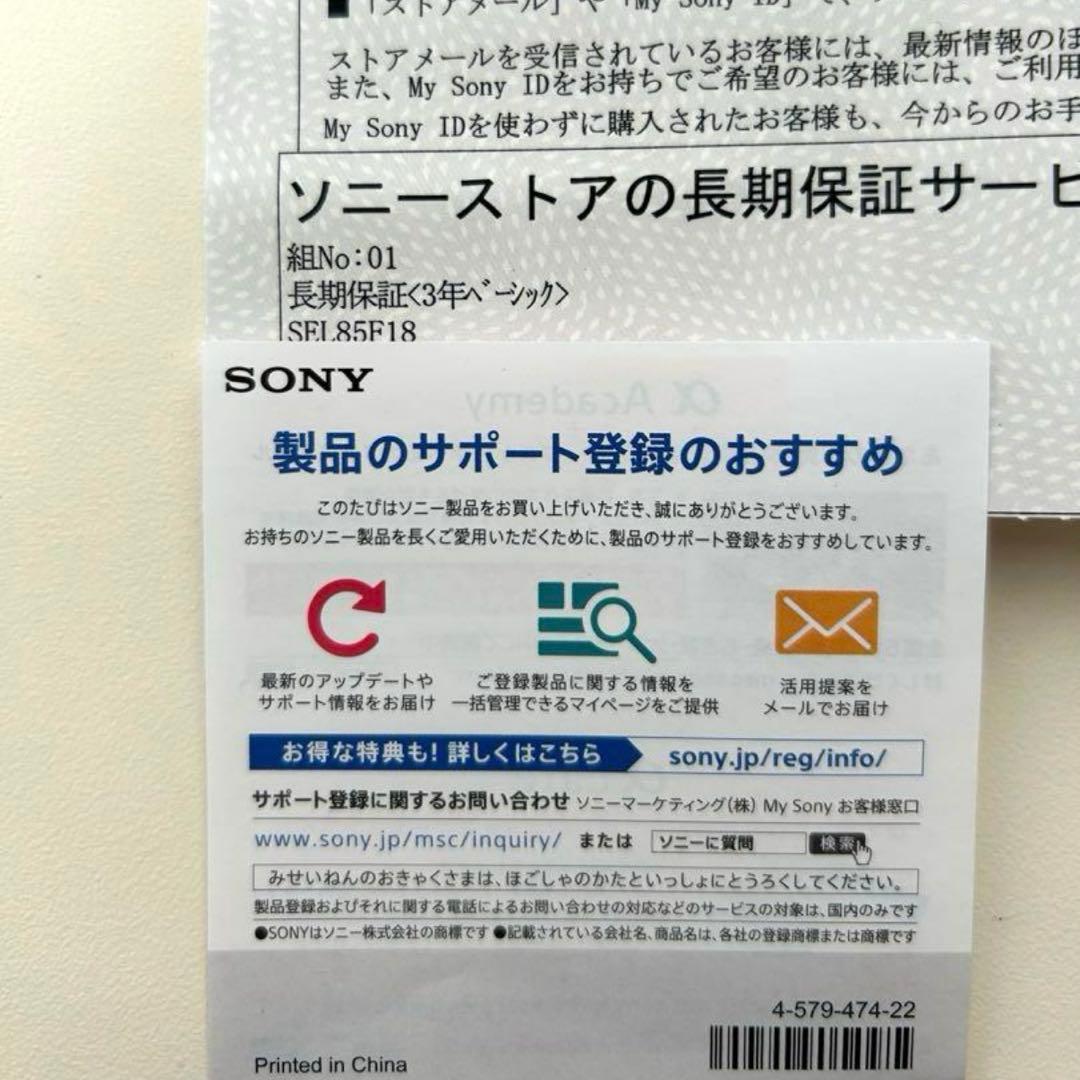 ■「ストアメール」や「My Sony ID」で、
ストアメールを受信されているお客様には、最新情報のほ
また、My Sony IDをお持ちでご希望のお客様には、ご利用
My Sony IDを使わずに購入されたお客様も、今からのお手
ソニーストアの長期保証サービ
組No:01
長期保証<3年ﾍﾞｰｼｯｸ>
SEL85F18
SONY
α Academy
製品のサポート登録のおすすめ
このたびはソニー製品をお買い上げいただき、誠にありがとうございます。
お持ちのソニー製品を長くご愛用いただくために、製品のサポート登録をおすすめしています。
最新のアップデートや
サポート情報をお届け
ご登録製品に関する情報を
一括管理できるマイページをご提供
活用提案を
メールでお届け
お得な特典も! 詳しくはこちら sony.jp/reg/info/
サポート登録に関するお問い合わせ ソニーマーケティング(株) My Sony お客様窓口
www.sony.jp/msc/inquiry/ または ソニーに質問 検索
みせいねんのおきゃくさまは、ほごしゃのかたといっしょにとうろくしてください。
製品登録およびそれに関する電話によるお問い合わせの対応などのサービスの対象は、国内のみです
●SONYはソニー株式会社の商標です ●記載されている会社名、商品名は、各社の登録商標または商標です
4-579-474-22
Printed in China